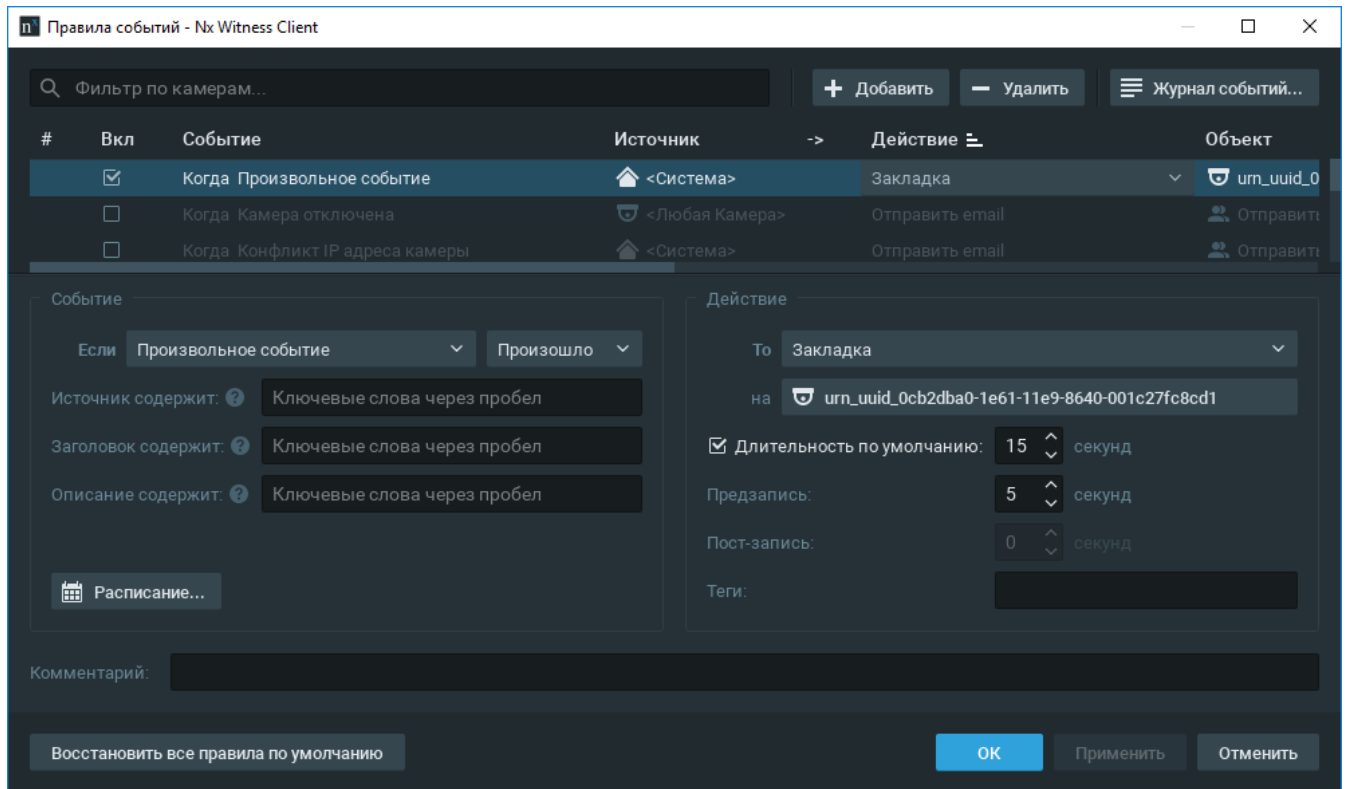 Правила событий - Nx Witness Client
Фильтр по камерам...
Добавить
Удалить
Журнал событий...
# Вкл Событие Источник -> Действие Объект
Когда Произвольное событие <Система> Закладка urn_uuid_0
Когда Камера отключена <Любая Камера> Отправить email Отправить
Когда Конфликт IP адреса камеры <Система> Отправить email Отправить
Событие
Если Произвольное событие Произошло
Источник содержит: ? Ключевые слова через пробел
Заголовок содержит: ? Ключевые слова через пробел
Описание содержит: ? Ключевые слова через пробел
Расписание...
Действие
То Закладка
на urn_uuid_0cb2dba0-1e61-11e9-8640-001c27fc8cd1
Длительность по умолчанию: 15 секунд
Предзапись: 5 секунд
Пост-запись: 0 секунд
Теги:
Комментарий:
Восстановить все правила по умолчанию
ОК
Применить
Отменить